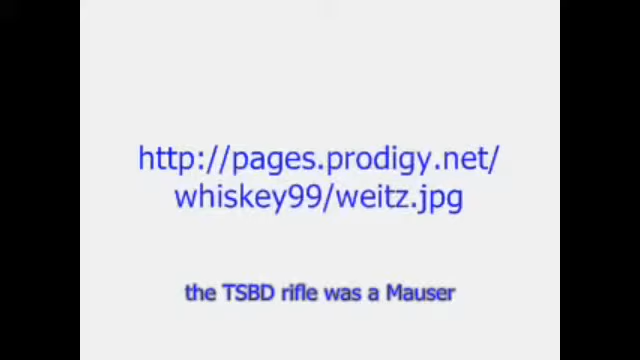 http://pages.prodigy.net/
whiskey99/weitz.jpg
the TSBD rifle was a Mauser